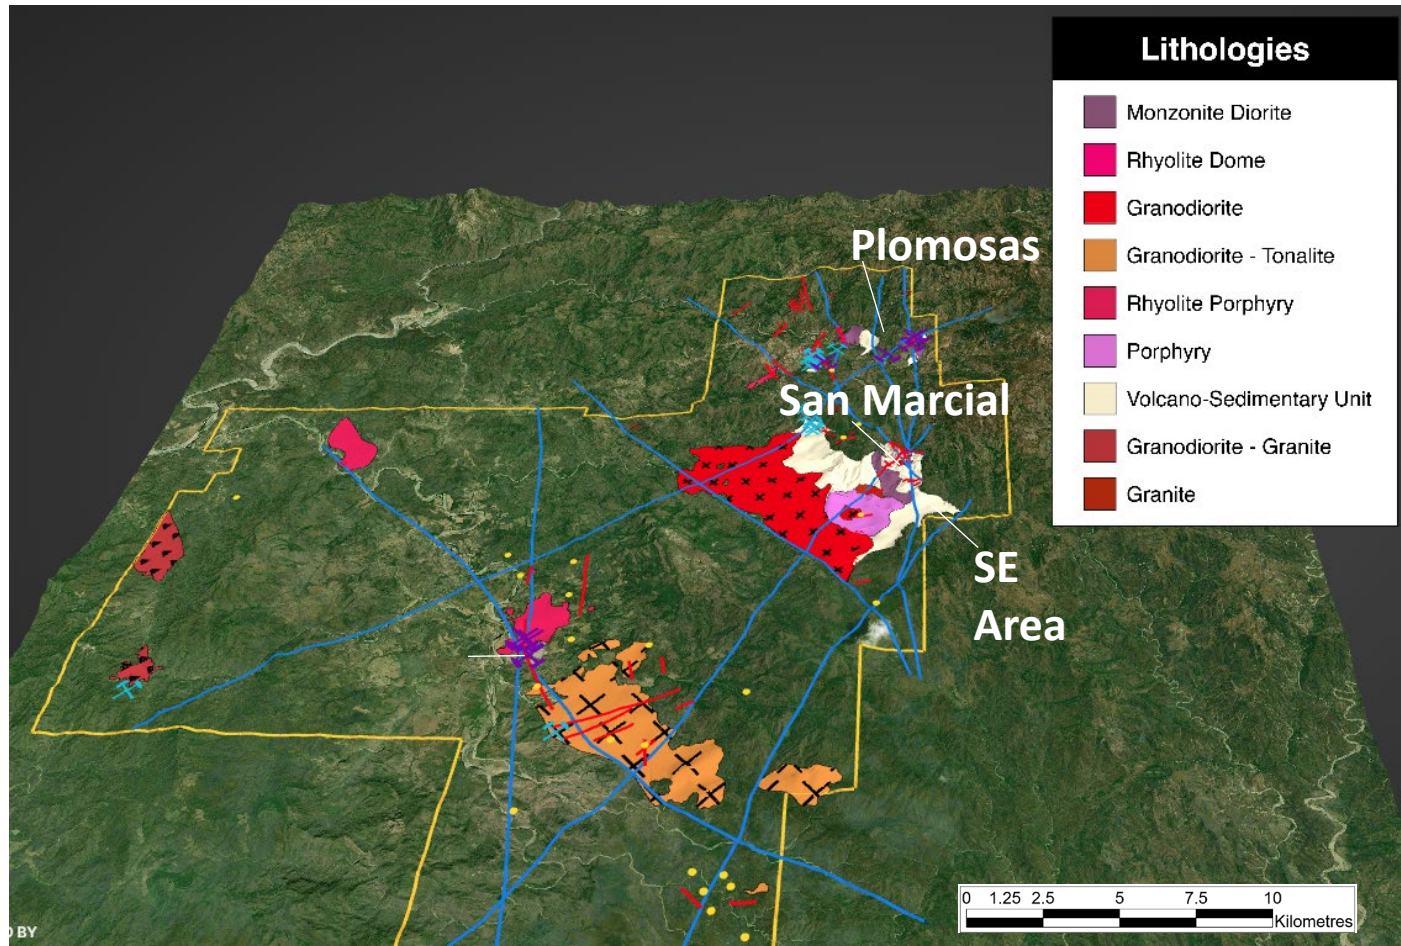 Lithologies
Monzonite Diorite
Rhyolite Dome
Granodiorite
Granodiorite - Tonalite
Rhyolite Porphyry
Porphyry
Volcano-Sedimentary Unit
Granodiorite - Granite
Granite
Plomosas
San Marcial
SE
Area
0 1.25 2.5 5 7.5 10
Kilometres
BY